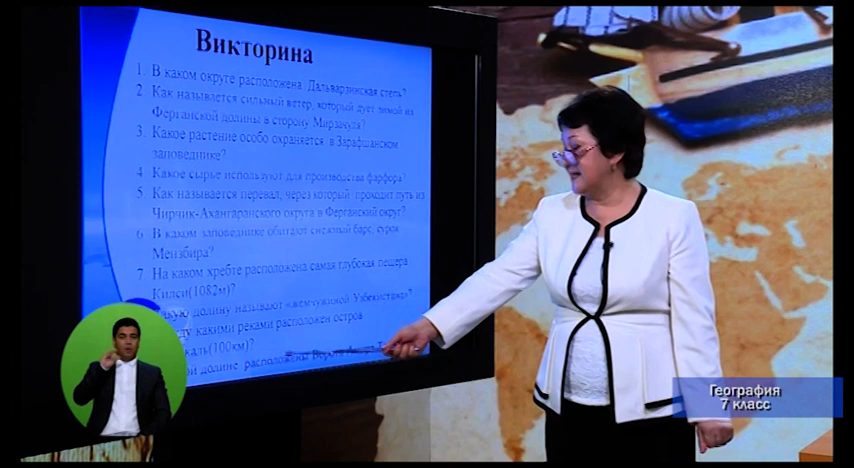 Викторина
1. В каком округе расположена Дальварзинская степь?
2 Как называется сильный ветер, который дует зимой из
Ферганской долины в сторону Мирзачуля?
3. Какое растение особо охраняется в Зарафшанском
заповеднике?
4 Какое сырье используют для производства фарфора?
5 Как называется перевал, через который проходит путь из
Чирчик-Ахангаранского округа в Ферганский округ?
6 В каком заповеднике обитают снежный барс, сурок
Мензбира?
7 На каком хребте расположена самая глубокая пещера
Килси(1082м)?
долину называют «жемчужиной Узбекистана»?
какими реками расположен остров
(100км)?
долине расположены Ворота
География
7 класс